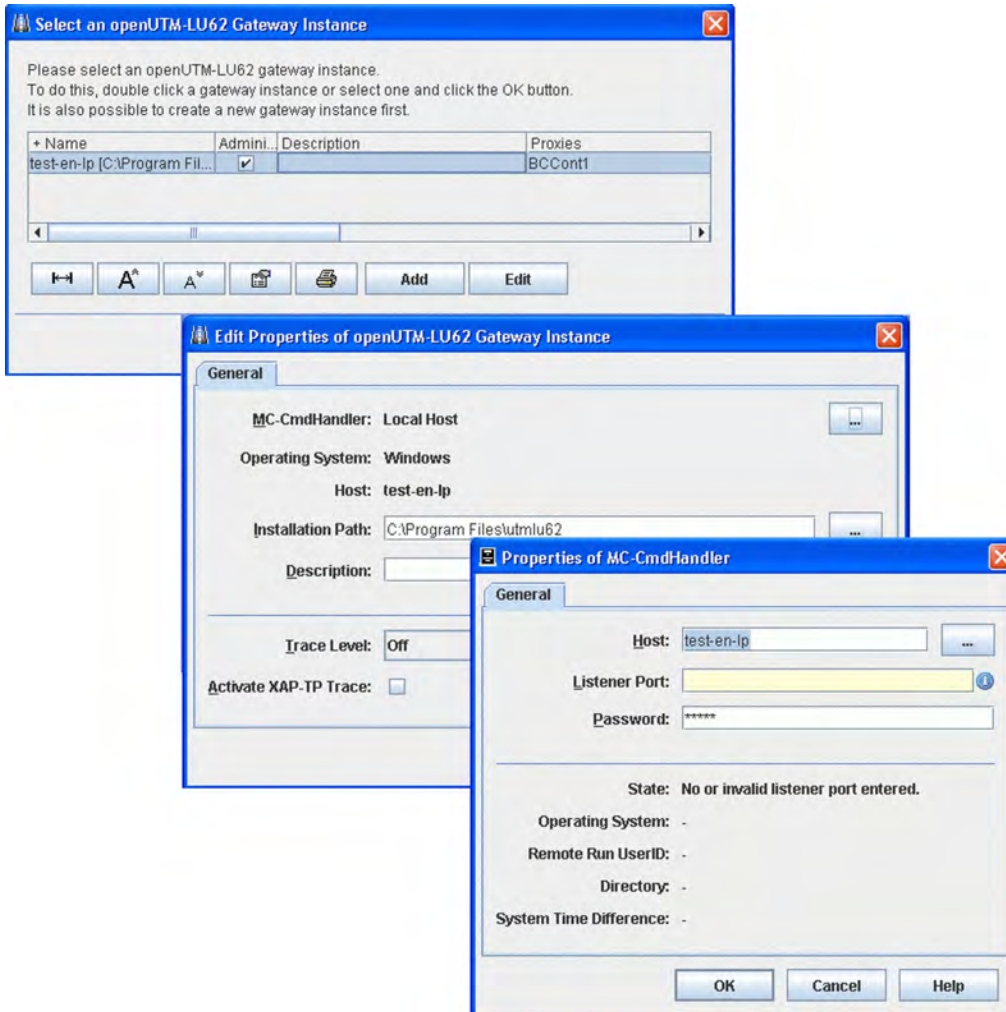 Select an openUTM-LU62 Gateway Instance
Please select an openUTM-LU62 gateway instance.
To do this, double click a gateway instance or select one and click the OK button.
It is also possible to create a new gateway instance first.
+ Name Admini... Description Proxies
test-en-lp [C:\Program Fil... BCCont1
A A Add Edit
Edit Properties of openUTM-LU62 Gateway Instance
General
MC-CmdHandler: Local Host ...
Operating System: Windows
Host: test-en-lp
Installation Path: C:\Program Files\utmlu62 ...
Description:
Trace Level: Off
Activate XAP-TP Trace:
Properties of MC-CmdHandler
General
Host: test-en-lp ...
Listener Port:
Password: *****
State: No or invalid listener port entered.
Operating System: -
Remote Run UserID: -
Directory: -
System Time Difference: -
OK Cancel Help